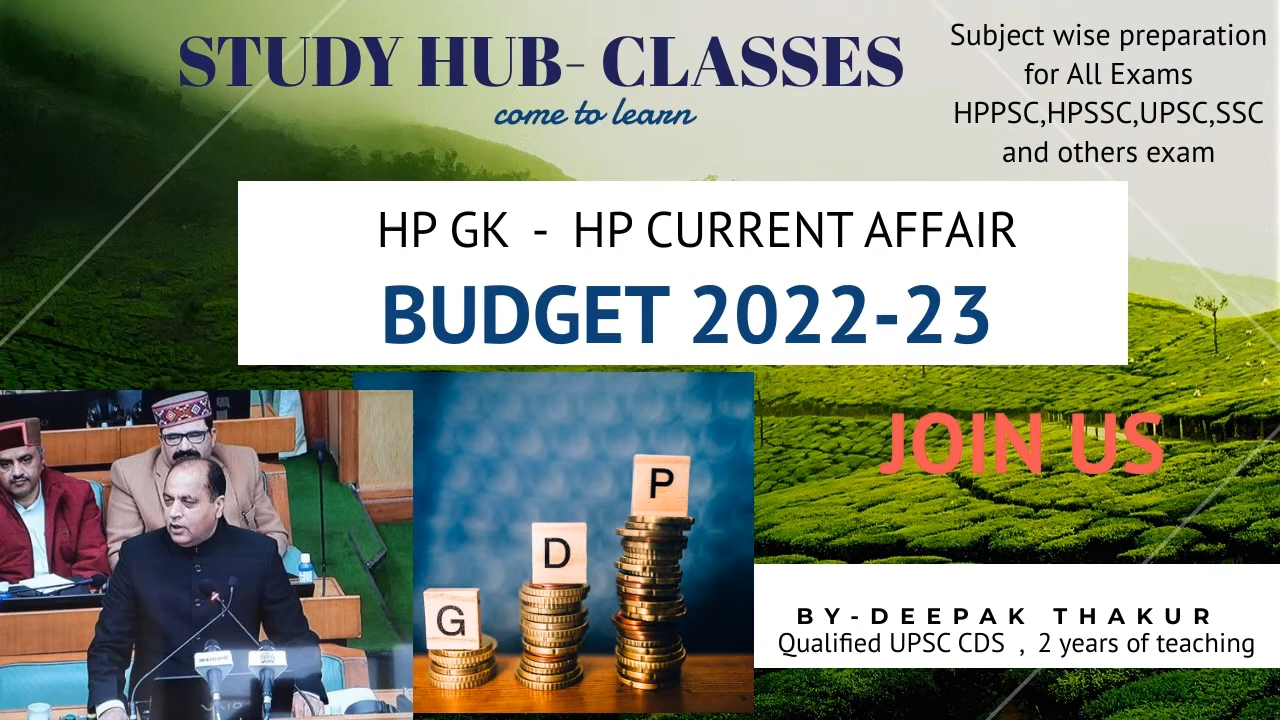 STUDY HUB- CLASSES
come to learn
Subject wise preparation
for All Exams
HPPSC,HPSSC,UPSC,SSC
and others exam
HP GK - HP CURRENT AFFAIR
BUDGET 2022-23
JOIN US
G
D
P
VAIO
BY-DEEPAK THAKUR
Qualified UPSC CDS , 2 years of teaching